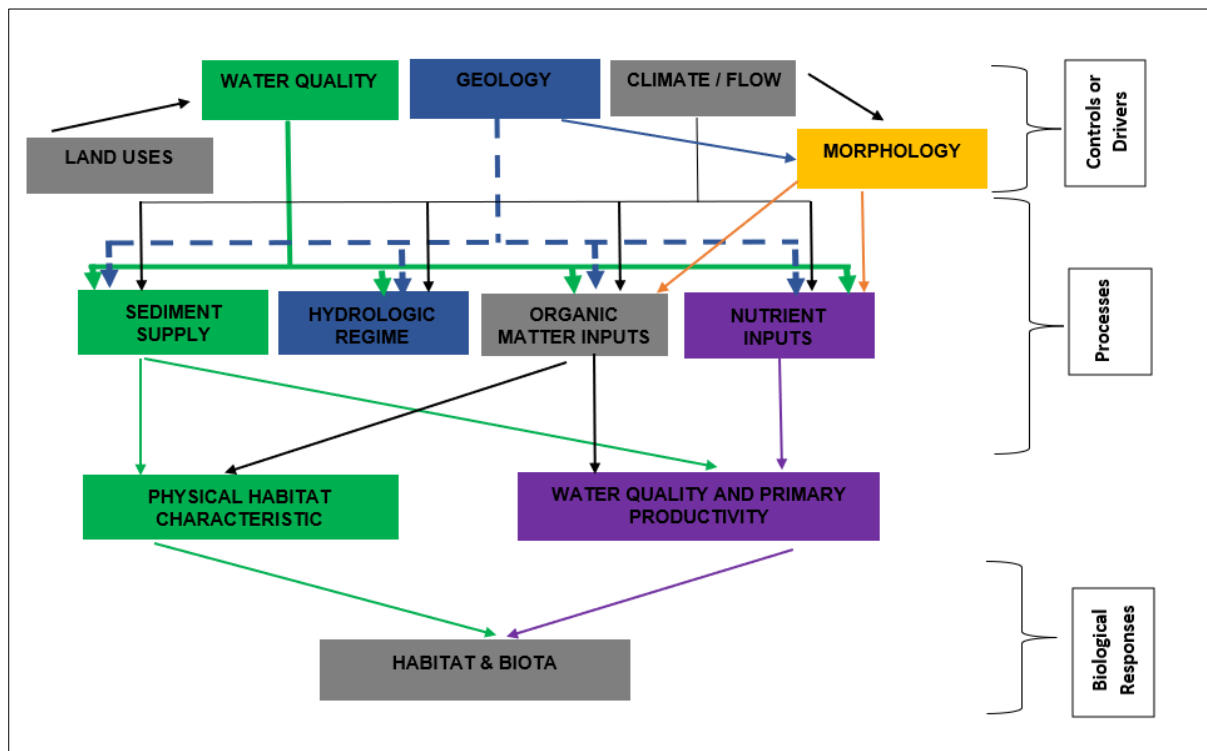 WATER QUALITY
GEOLOGY
CLIMATE / FLOW
LAND USES
MORPHOLOGY
Controls or
Drivers
SEDIMENT
SUPPLY
HYDROLOGIC
REGIME
ORGANIC
MATTER INPUTS
NUTRIENT
INPUTS
Processes
PHYSICAL HABITAT
CHARACTERISTIC
WATER QUALITY AND PRIMARY
PRODUCTIVITY
HABITAT & BIOTA
Biological
Responses